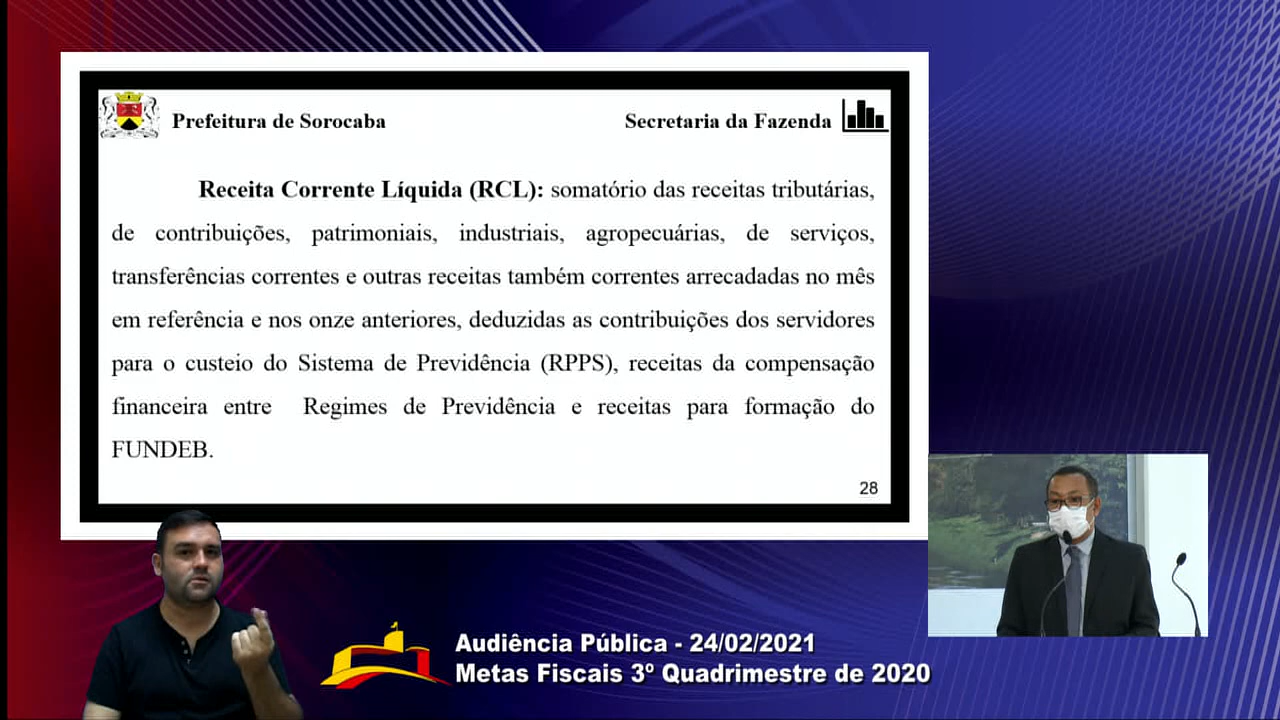 Prefeitura de Sorocaba
Secretaria da Fazenda
Receita Corrente Líquida (RCL): somatório das receitas tributárias,
de contribuições, patrimoniais, industriais, agropecuárias, de serviços,
transferências correntes e outras receitas também correntes arrecadadas no mês
em referência e nos onze anteriores, deduzidas as contribuições dos servidores
para o custeio do Sistema de Previdência (RPPS), receitas da compensação
financeira entre Regimes de Previdência e receitas para formação do
FUNDEB.
28
Audiência Pública - 24/02/2021
Metas Fiscais 3º Quadrimestre de 2020